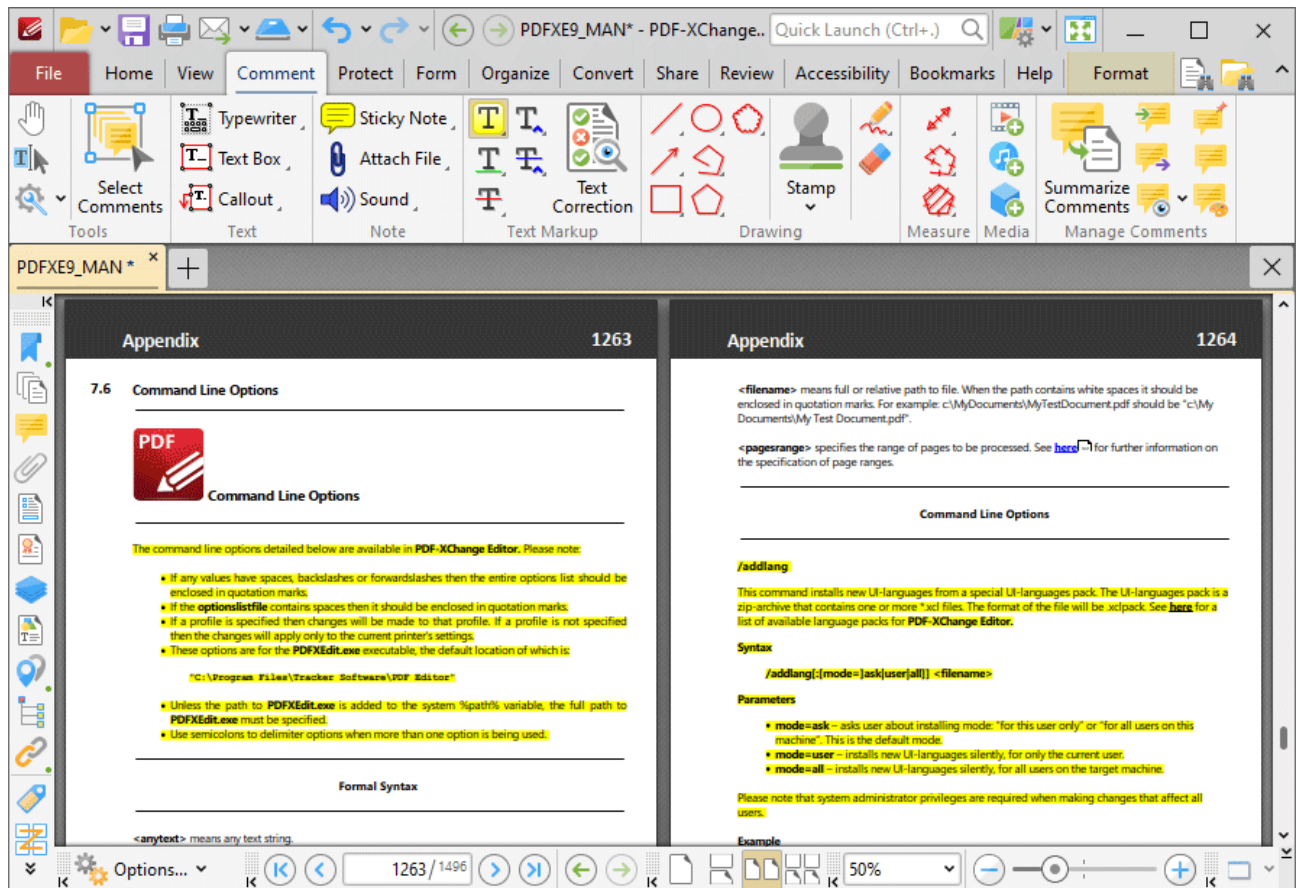 PDFXE9_MAN* - PDF-XChange..
Quick Launch (Ctrl+.)
File Home View Comment Protect Form Organize Convert Share Review Accessibility Bookmarks Help Format
Typewriter
Sticky Note
Text Box
Attach File
Select
Comments
Callout
Sound
Text
Correction
Stamp
Summarize
Comments
Tools Text Note Text Markup Drawing Measure Media Manage Comments
PDFXE9_MAN *
Appendix 1263
7.6 Command Line Options
PDF
Command Line Options
The command line options detailed below are available in PDF-XChange Editor. Please note:
• If any values have spaces, backslashes or forwardslashes then the entire options list should be
enclosed in quotation marks.
• If the optionslistfile contains spaces then it should be enclosed in quotation marks.
• If a profile is specified then changes will be made to that profile. If a profile is not specified
then the changes will apply only to the current printer's settings.
• These options are for the PDFXEdit.exe executable, the default location of which is:
"C:\Program Files\Tracker Software\PDF Editor"
• Unless the path to PDFXEdit.exe is added to the system %path% variable, the full path to
PDFXEdit.exe must be specified.
• Use semicolons to delimiter options when more than one option is being used.
Formal Syntax
<anytext> means any text string.
Appendix 1264
<filename> means full or relative path to file. When the path contains white spaces it should be
enclosed in quotation marks. For example: c:\MyDocuments\MyTestDocument.pdf should be "c:\My
Documents\My Test Document.pdf".
<pagesrange> specifies the range of pages to be processed. See here for further information on
the specification of page ranges.
Command Line Options
/addlang
This command installs new UI-languages from a special UI-languages pack. The UI-languages pack is a
zip-archive that contains one or more *.xcl files. The format of the file will be .xclpack. See here for a
list of available language packs for PDF-XChange Editor.
Syntax
/addlang[:[mode=]ask|user|all]] <filename>
Parameters
• mode=ask – asks user about installing mode: "for this user only" or "for all users on this
machine". This is the default mode.
• mode=user – installs new UI-languages silently, for only the current user.
• mode=all – installs new UI-languages silently, for all users on the target machine.
Please note that system administrator privileges are required when making changes that affect all
users.
Example
Options... 1263 / 1496 50%